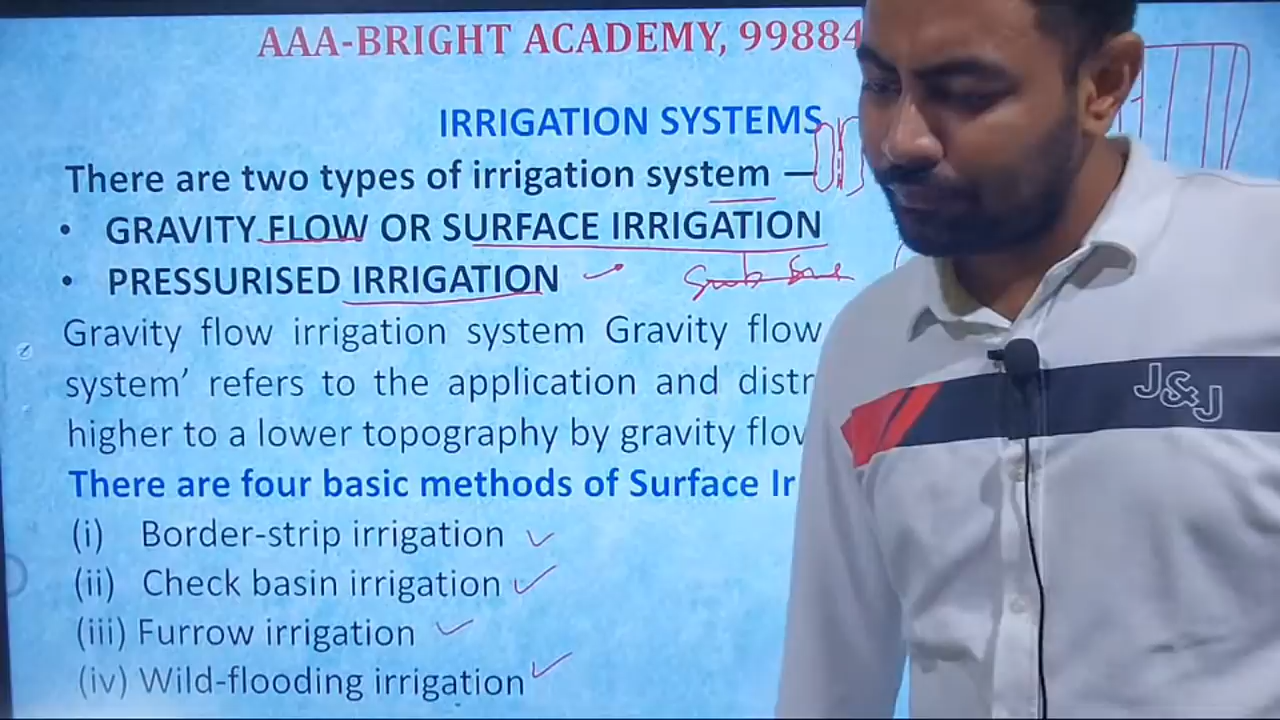 AAA-BRIGHT ACADEMY, 99884
IRRIGATION SYSTEMS
There are two types of irrigation system —
• GRAVITY FLOW OR SURFACE IRRIGATION
• PRESSURISED IRRIGATION
Gravity flow irrigation system Gravity flow
system’ refers to the application and distr
higher to a lower topography by gravity flow
There are four basic methods of Surface Ir
(i) Border-strip irrigation
(ii) Check basin irrigation
(iii) Furrow irrigation
(iv) Wild-flooding irrigation
J&J